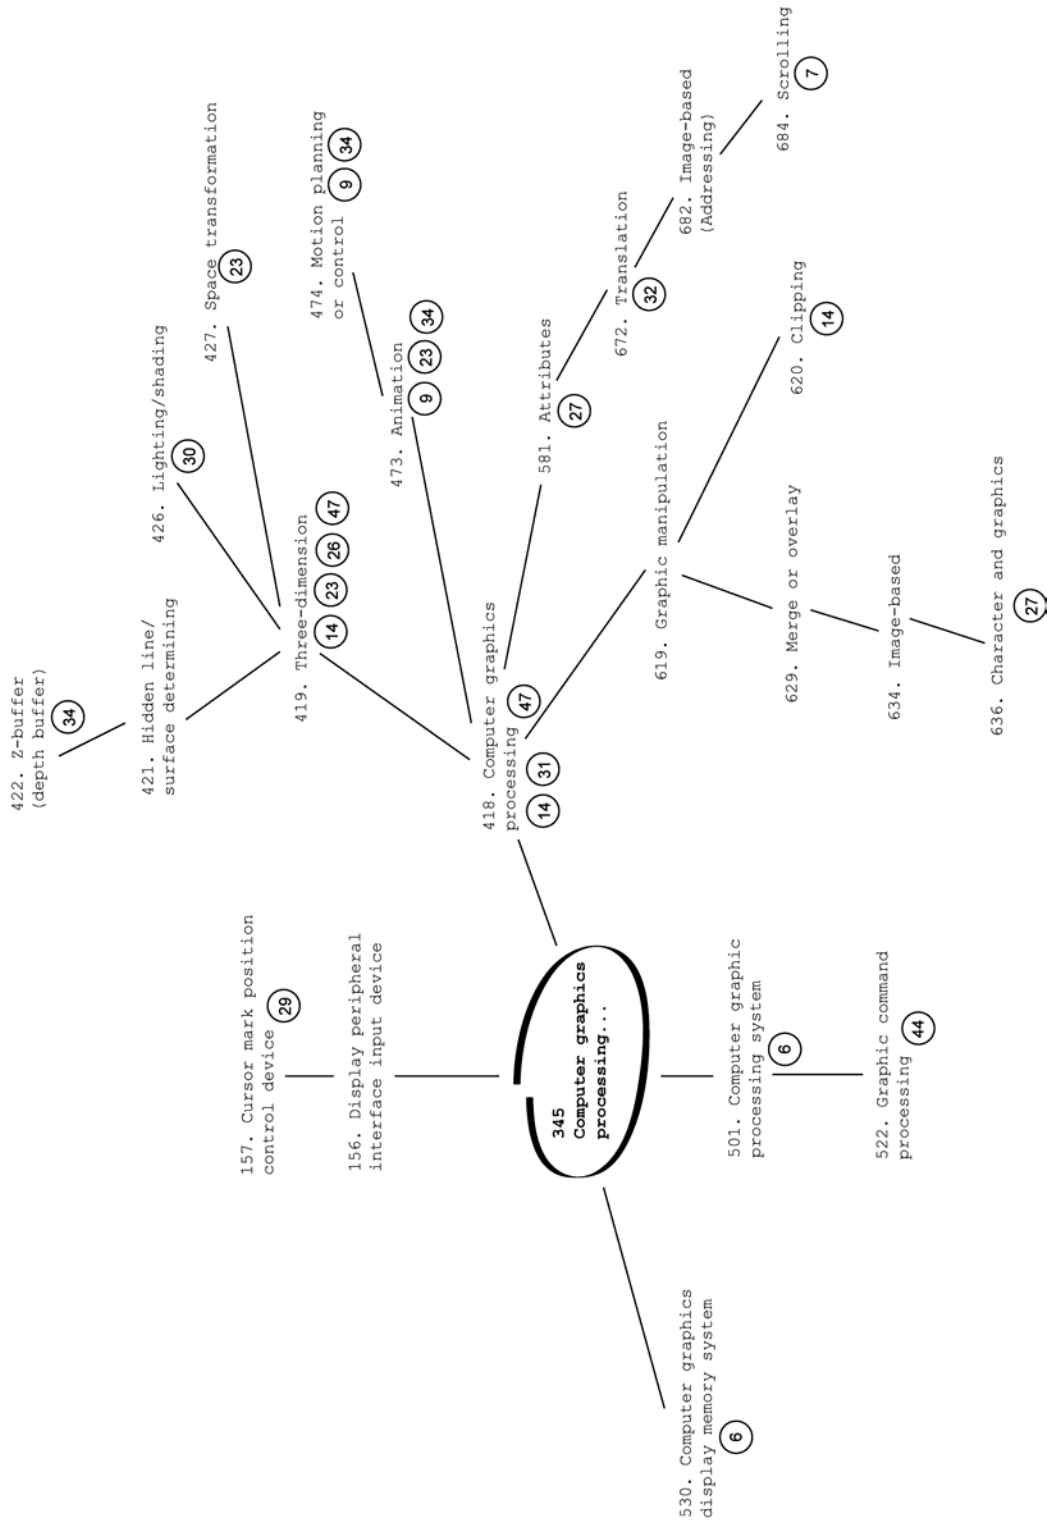 422. Z-buffer
(depth buffer)
34
421. Hidden line/
surface determining
426. Lighting/shading
30
427. Space transformation
23
419. Three-dimension
14 23 26 47
474. Motion planning
or control 9 34
473. Animation
9 23 34
157. Cursor mark position
control device 29
156. Display peripheral
interface input device
418. Computer graphics
processing 47
14 31
345
Computer graphics
processing...
581. Attributes
27
672. Translation
32
682. Image-based
(Addressing)
684. Scrolling
7
619. Graphic manipulation
620. Clipping
14
629. Merge or overlay
634. Image-based
636. Character and graphics
27
501. Computer graphic
processing system
6
522. Graphic command
processing 44
530. Computer graphics
display memory system
6